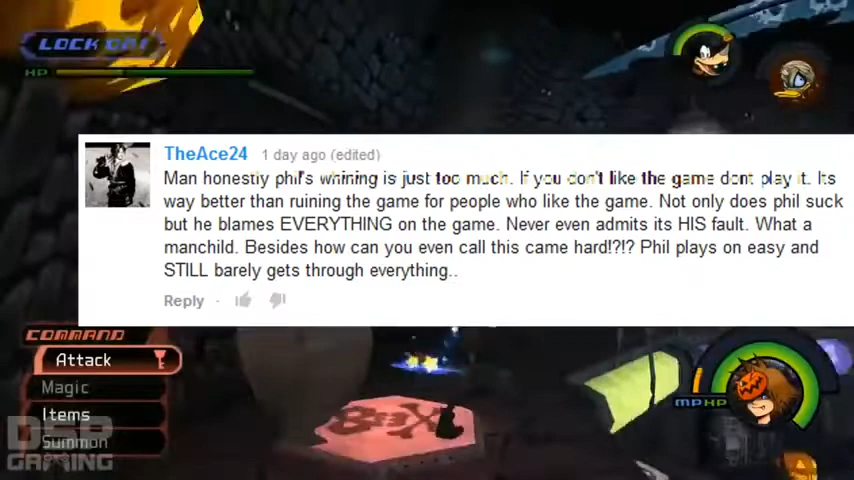 LOCK ON!
HP
TheAce24 1 day ago (edited)
Man honestly phil's whining is just too much. If you don't like the game dont play it. Its
way better than ruining the game for people who like the game. Not only does phil suck
but he blames EVERYTHING on the game. Never even admits its HIS fault. What a
manchild. Besides how can you even call this came hard!?!? Phil plays on easy and
STILL barely gets through everything..
Reply ·
COMMAND
Attack
Magic
Items
Summon
MP HP
DSP
GAMING